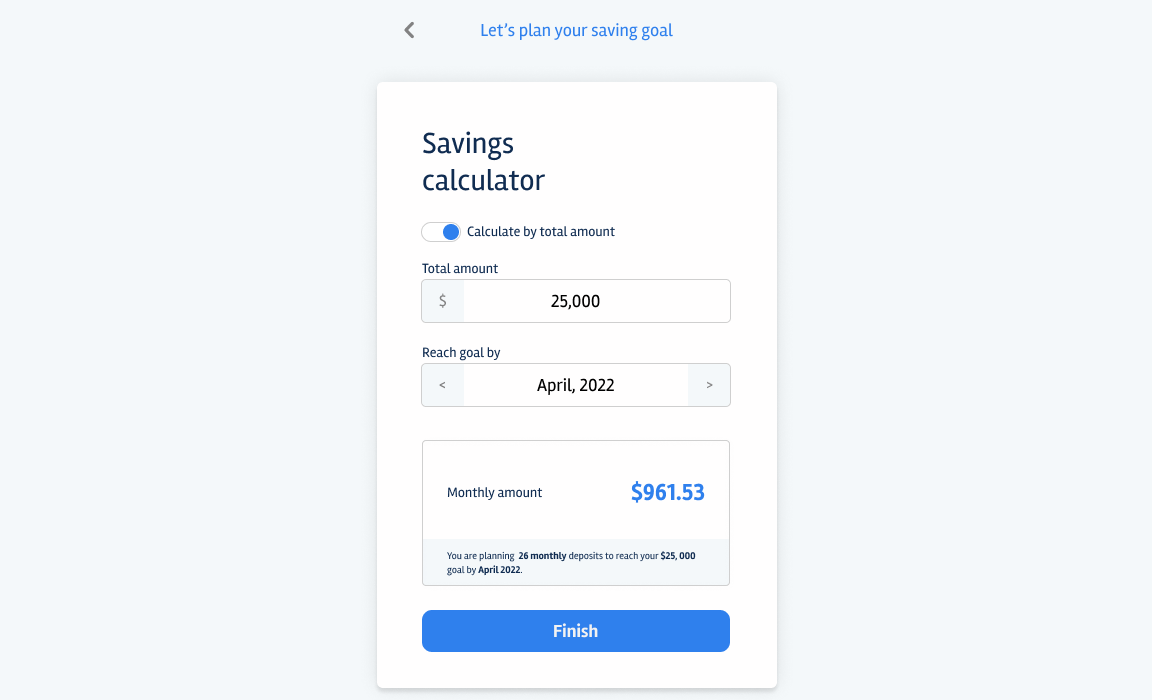 Let’s plan your saving goal
Savings
calculator
Calculate by total amount
Total amount
$ 25,000
Reach goal by
< April, 2022 >
Monthly amount $961.53
You are planning 26 monthly deposits to reach your $25, 000
goal by April 2022.
Finish